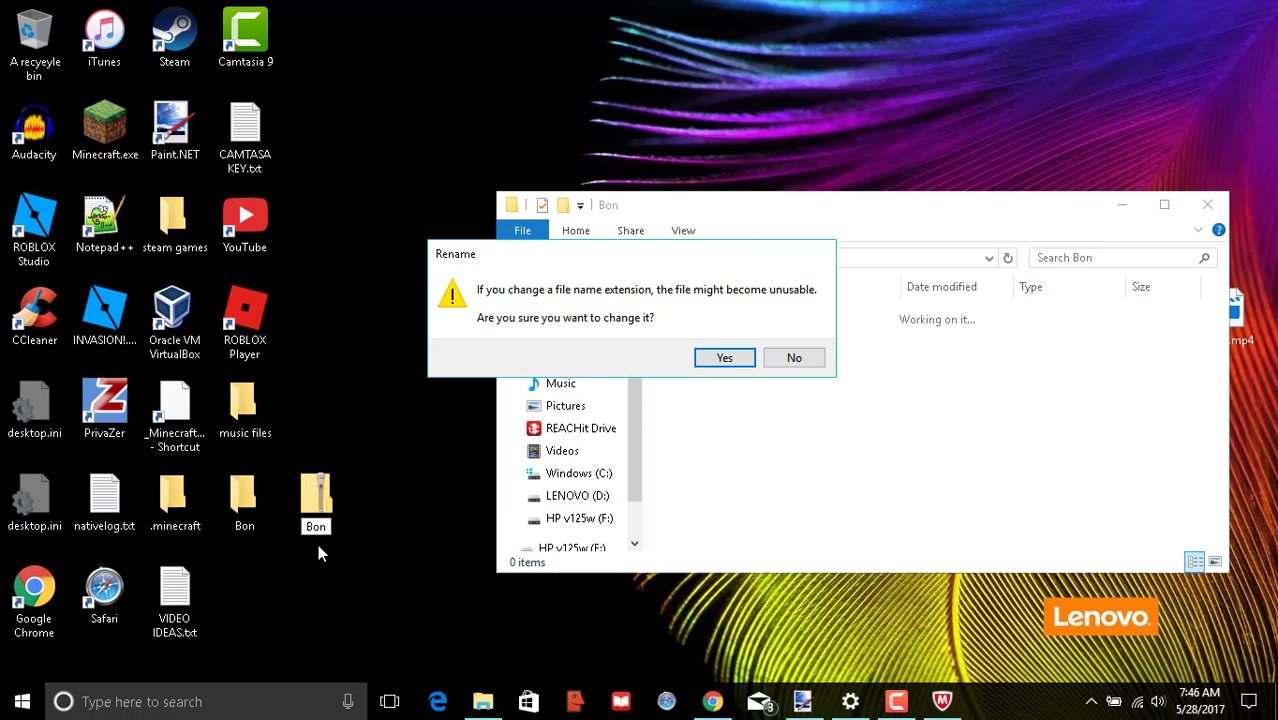 A recyeyle
bin
iTunes
Steam
Camtasia 9
Audacity
Minecraft.exe
Paint.NET
CAMTASA
KEY.txt
ROBLOX
Studio
Notepad++
steam games
YouTube
CCleaner
INVASION!....
Oracle VM
VirtualBox
ROBLOX
Player
desktop.ini
PrivaZer
_Minecraft...
- Shortcut
music files
desktop.ini
nativelog.txt
.minecraft
Bon
Bon
Google
Chrome
Safari
VIDEO
IDEAS.txt
Bon
File
Home
Share
View
Search Bon
Date modified
Type
Size
Working on it...
Rename
If you change a file name extension, the file might become unusable.
Are you sure you want to change it?
Yes
No
Music
Pictures
REACHit Drive
Videos
Windows (C:)
LENOVO (D:)
HP v125w (F:)
HP v125w (F:)
0 items
.mp4
Lenovo
Type here to search
3
7:46 AM
5/28/2017